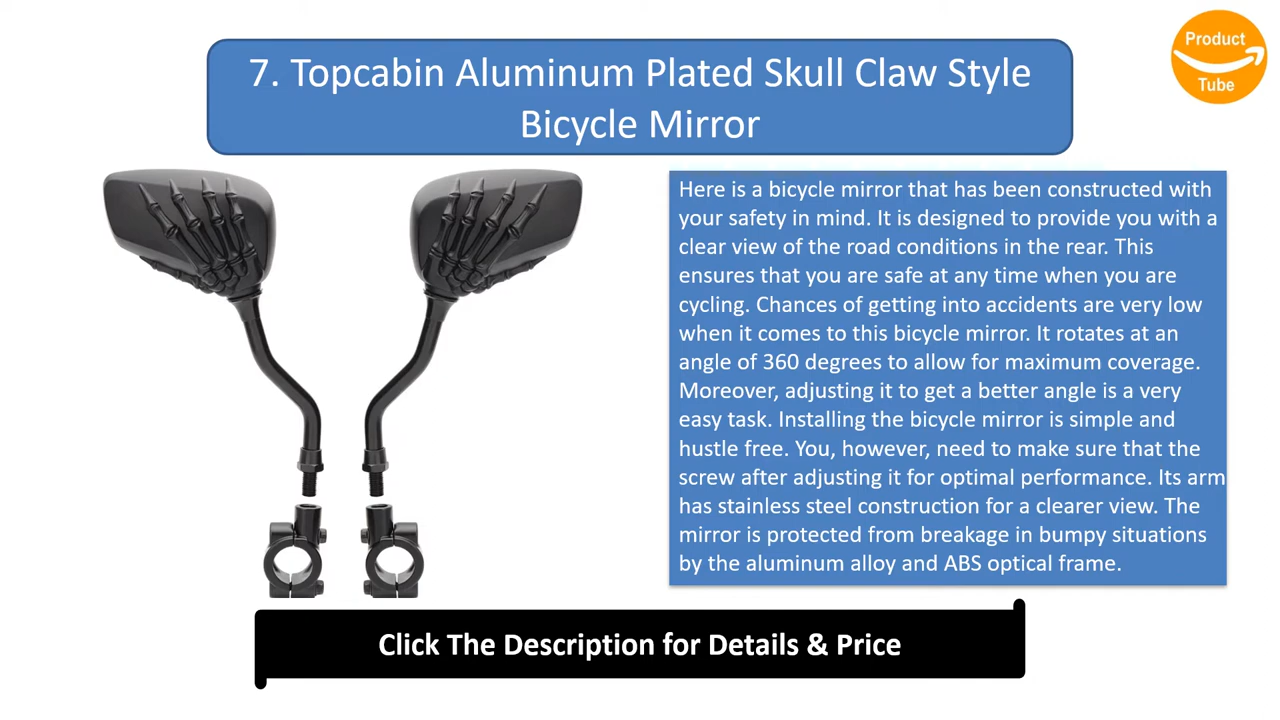 Product
Tube
7. Topcabin Aluminum Plated Skull Claw Style
Bicycle Mirror
Here is a bicycle mirror that has been constructed with
your safety in mind. It is designed to provide you with a
clear view of the road conditions in the rear. This
ensures that you are safe at any time when you are
cycling. Chances of getting into accidents are very low
when it comes to this bicycle mirror. It rotates at an
angle of 360 degrees to allow for maximum coverage.
Moreover, adjusting it to get a better angle is a very
easy task. Installing the bicycle mirror is simple and
hustle free. You, however, need to make sure that the
screw after adjusting it for optimal performance. Its arm
has stainless steel construction for a clearer view. The
mirror is protected from breakage in bumpy situations
by the aluminum alloy and ABS optical frame.
Click The Description for Details & Price